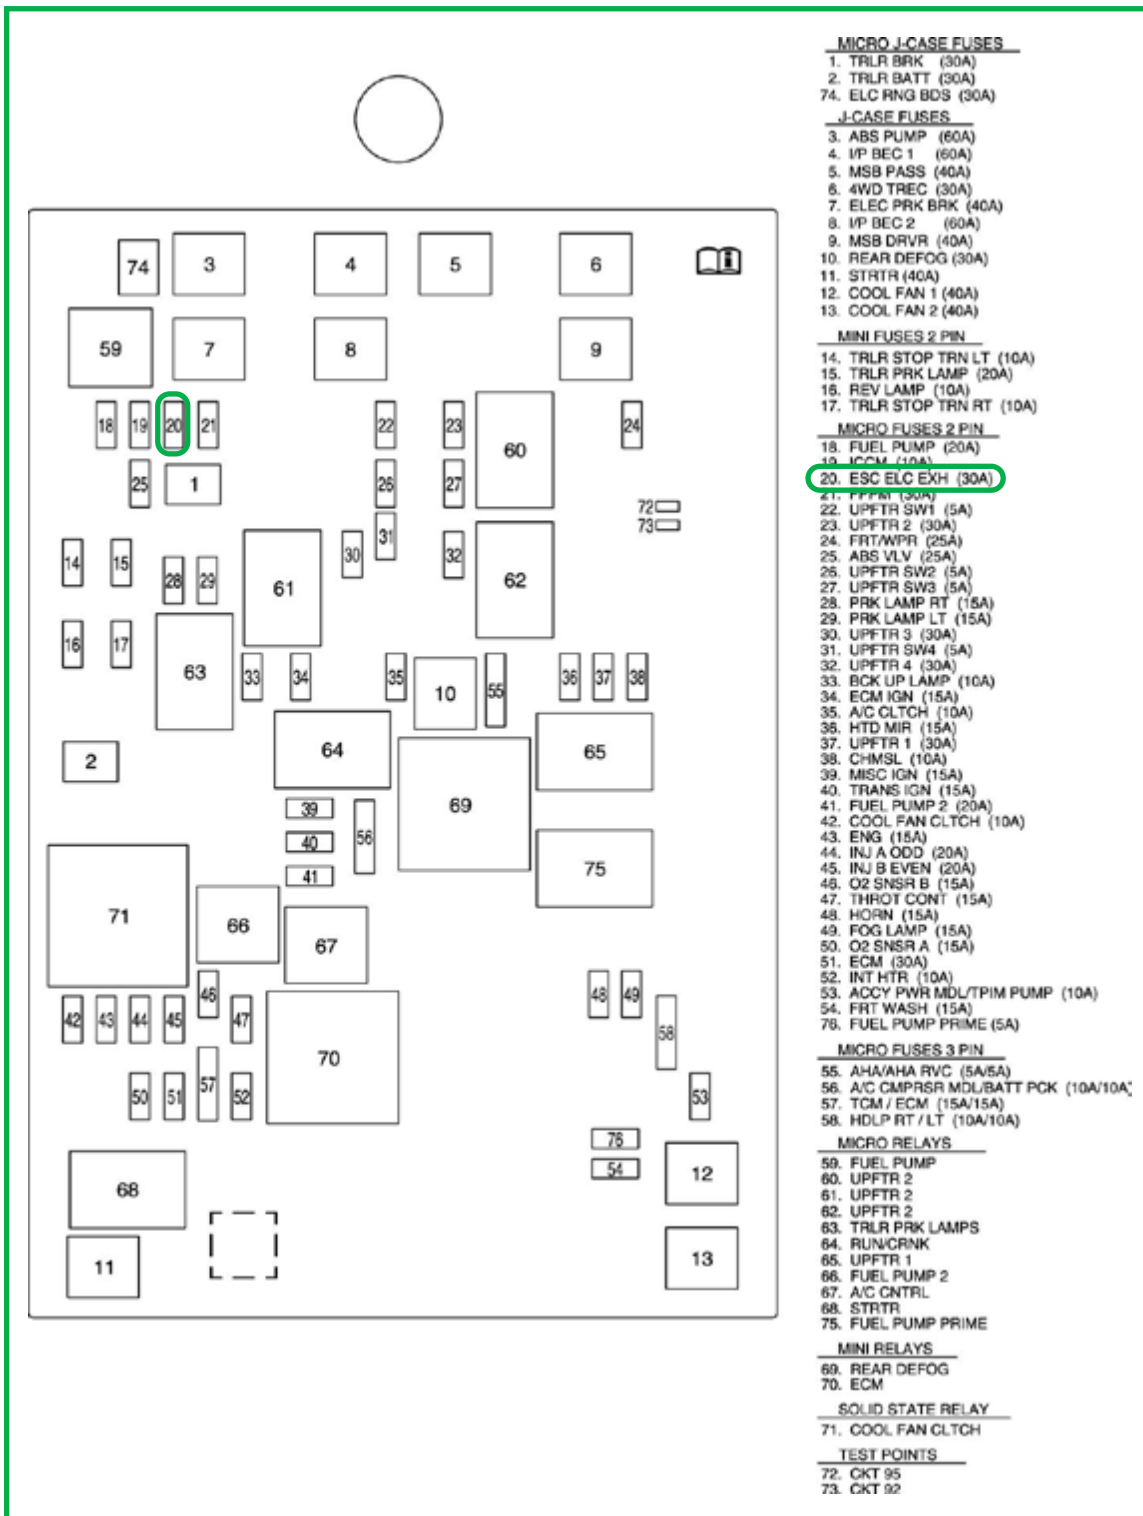 74
3
4
5
6
59
7
8
9
18
19
20
21
22
23
60
24
25
1
26
27
72
73
14
15
28
29
61
30
31
32
62
16
17
63
33
34
35
10
55
36
37
38
2
64
69
65
39
40
41
56
75
71
66
67
46
42
43
44
45
47
70
48
49
58
50
51
57
52
53
76
54
68
12
11
13
MICRO J-CASE FUSES
1. TRLR BRK (30A)
2. TRLR BATT (30A)
74. ELC RNG BDS (30A)
J-CASE FUSES
3. ABS PUMP (60A)
4. I/P BEC 1 (60A)
5. MSB PASS (40A)
6. 4WD TREC (30A)
7. ELEC PRK BRK (40A)
8. I/P BEC 2 (60A)
9. MSB DRVR (40A)
10. REAR DEFOG (30A)
11. STRTR (40A)
12. COOL FAN 1 (40A)
13. COOL FAN 2 (40A)
MINI FUSES 2 PIN
14. TRLR STOP TRN LT (10A)
15. TRLR PRK LAMP (20A)
16. REV LAMP (10A)
17. TRLR STOP TRN RT (10A)
MICRO FUSES 2 PIN
18. FUEL PUMP (20A)
19. ICCM (10A)
20. ESC ELC EXH (30A)
21. FPPM (30A)
22. UPFTR SW1 (5A)
23. UPFTR 2 (30A)
24. FRT/WPR (25A)
25. ABS VLV (25A)
26. UPFTR SW2 (5A)
27. UPFTR SW3 (5A)
28. PRK LAMP RT (15A)
29. PRK LAMP LT (15A)
30. UPFTR 3 (30A)
31. UPFTR SW4 (5A)
32. UPFTR 4 (30A)
33. BCK UP LAMP (10A)
34. ECM IGN (15A)
35. A/C CLTCH (10A)
36. HTD MIR (15A)
37. UPFTR 1 (30A)
38. CHMSL (10A)
39. MISC IGN (15A)
40. TRANS IGN (15A)
41. FUEL PUMP 2 (20A)
42. COOL FAN CLTCH (10A)
43. ENG (15A)
44. INJ A ODD (20A)
45. INJ B EVEN (20A)
46. O2 SNSR B (15A)
47. THROT CONT (15A)
48. HORN (15A)
49. FOG LAMP (15A)
50. O2 SNSR A (15A)
51. ECM (30A)
52. INT HTR (10A)
53. ACCY PWR MDL/TPIM PUMP (10A)
54. FRT WASH (15A)
76. FUEL PUMP PRIME (5A)
MICRO FUSES 3 PIN
55. AHA/AHA RVC (5A/5A)
56. A/C CMPRSR MDL/BATT PCK (10A/10A)
57. TCM / ECM (15A/15A)
58. HDLP RT / LT (10A/10A)
MICRO RELAYS
59. FUEL PUMP
60. UPFTR 2
61. UPFTR 2
62. UPFTR 2
63. TRLR PRK LAMPS
64. RUN/CRNK
65. UPFTR 1
66. FUEL PUMP 2
67. A/C CNTRL
68. STRTR
75. FUEL PUMP PRIME
MINI RELAYS
69. REAR DEFOG
70. ECM
SOLID STATE RELAY
71. COOL FAN CLTCH
TEST POINTS
72. CKT 95
73. CKT 92